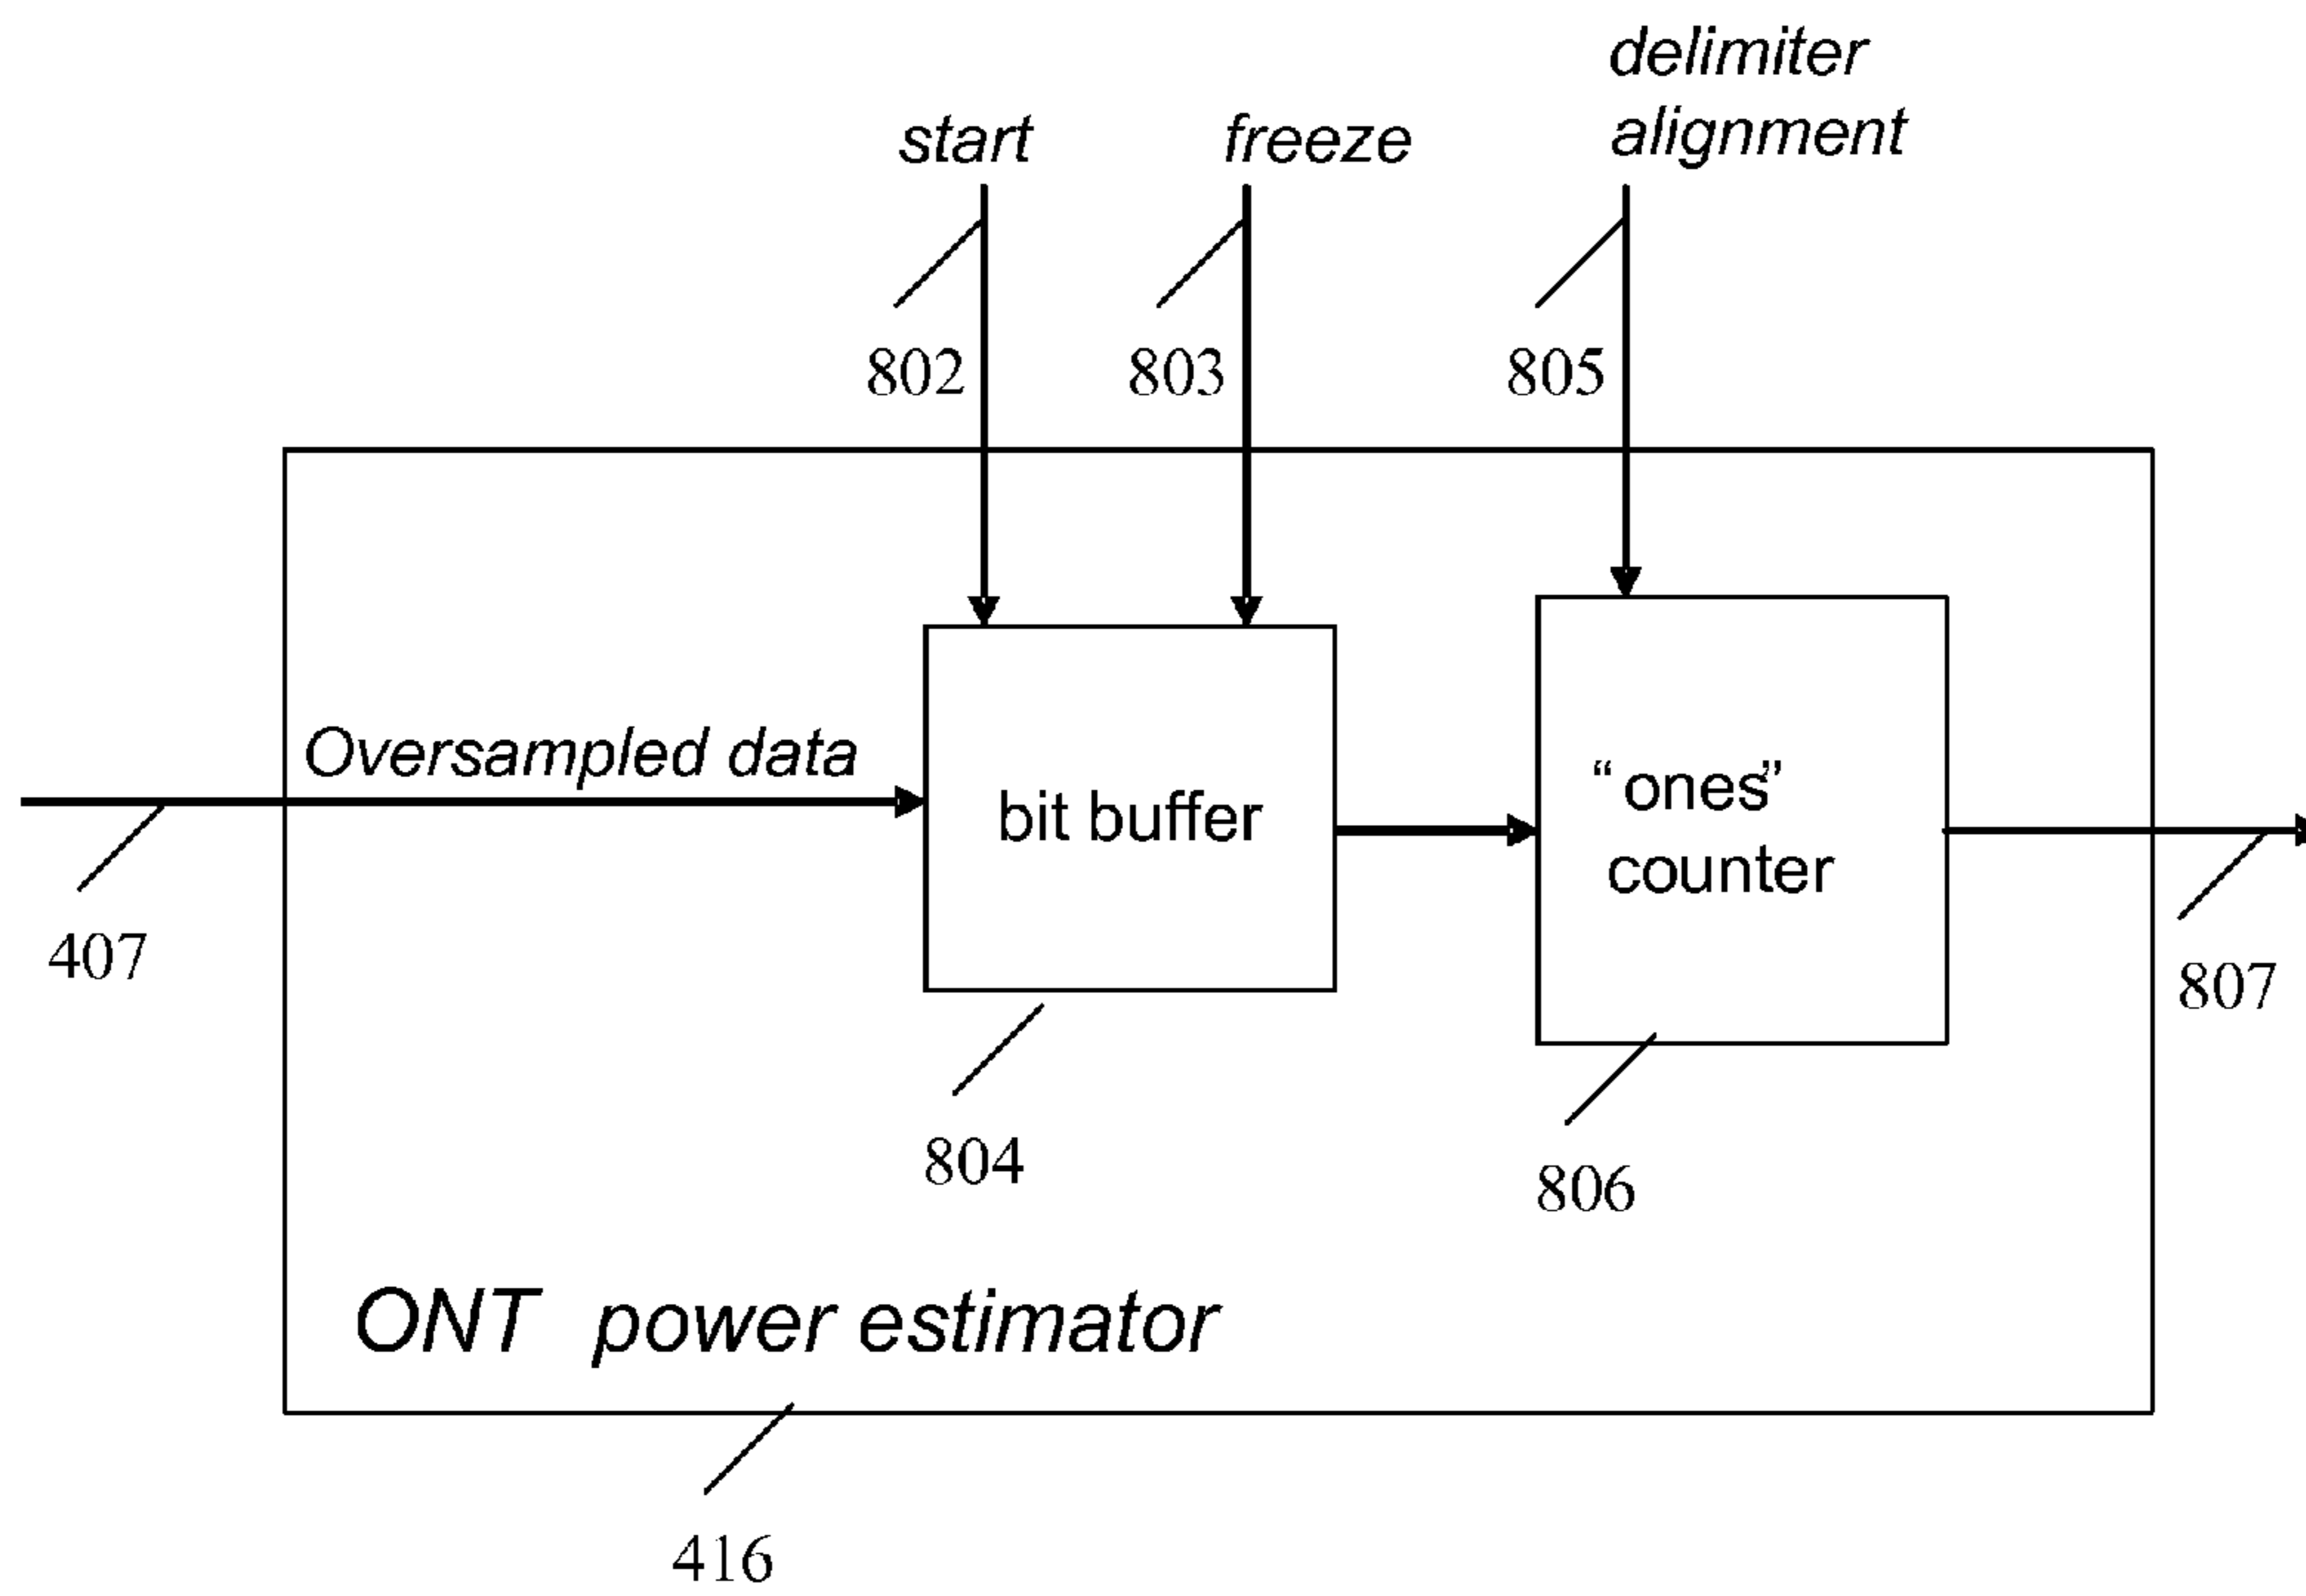 delimiter
alignment
start
freeze
802
803
805
Oversampled data
bit buffer
“ones”
counter
407
807
804
806
ONT power estimator
416